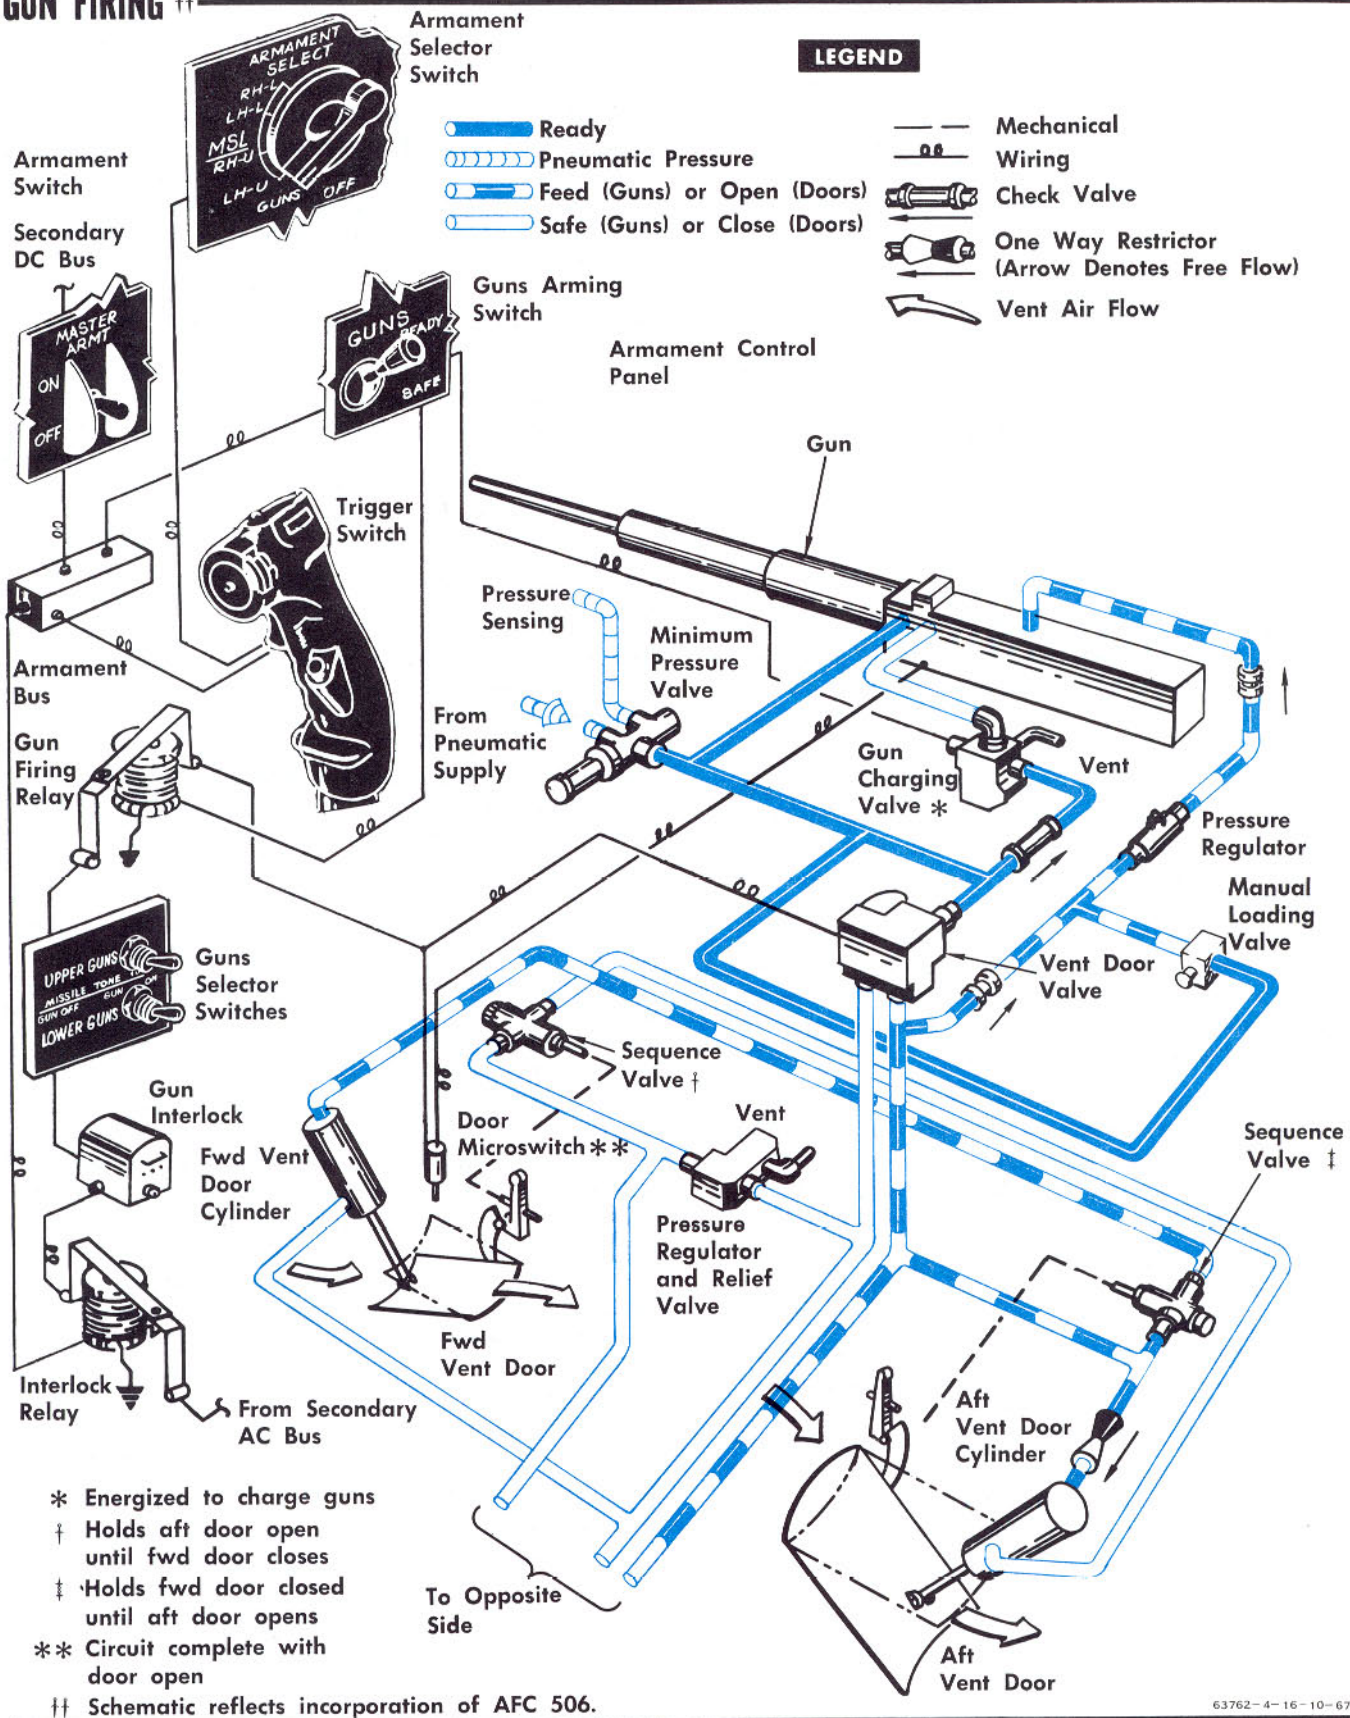 GUN FIRING ††
Armament
Selector
Switch
ARMAMENT
SELECT
RH-L
LH-L
MSL
RH-U
LH-U
GUNS
OFF
LEGEND
Ready
Pneumatic Pressure
Feed (Guns) or Open (Doors)
Safe (Guns) or Close (Doors)
Mechanical
Wiring
Check Valve
One Way Restrictor
(Arrow Denotes Free Flow)
Vent Air Flow
Armament
Switch
Secondary
DC Bus
MASTER
ARMT
ON
OFF
Guns Arming
Switch
GUNS
READY
SAFE
Armament Control
Panel
Gun
Trigger
Switch
Pressure
Sensing
Minimum
Pressure
Valve
Armament
Bus
From
Pneumatic
Supply
Gun
Firing
Relay
Gun
Charging
Valve *
Vent
Pressure
Regulator
Manual
Loading
Valve
UPPER GUNS
MISSILE TONE
GUN OFF
GUN ON
LOWER GUNS
Guns
Selector
Switches
Vent Door
Valve
Sequence
Valve †
Gun
Interlock
Door
Microswitch **
Vent
Sequence
Valve ‡
Fwd Vent
Door
Cylinder
Pressure
Regulator
and Relief
Valve
Fwd
Vent Door
Interlock
Relay
From Secondary
AC Bus
Aft
Vent Door
Cylinder
* Energized to charge guns
† Holds aft door open
until fwd door closes
‡ Holds fwd door closed
until aft door opens
** Circuit complete with
door open
†† Schematic reflects incorporation of AFC 506.
To Opposite
Side
Aft
Vent Door
63762-4-16-10-67